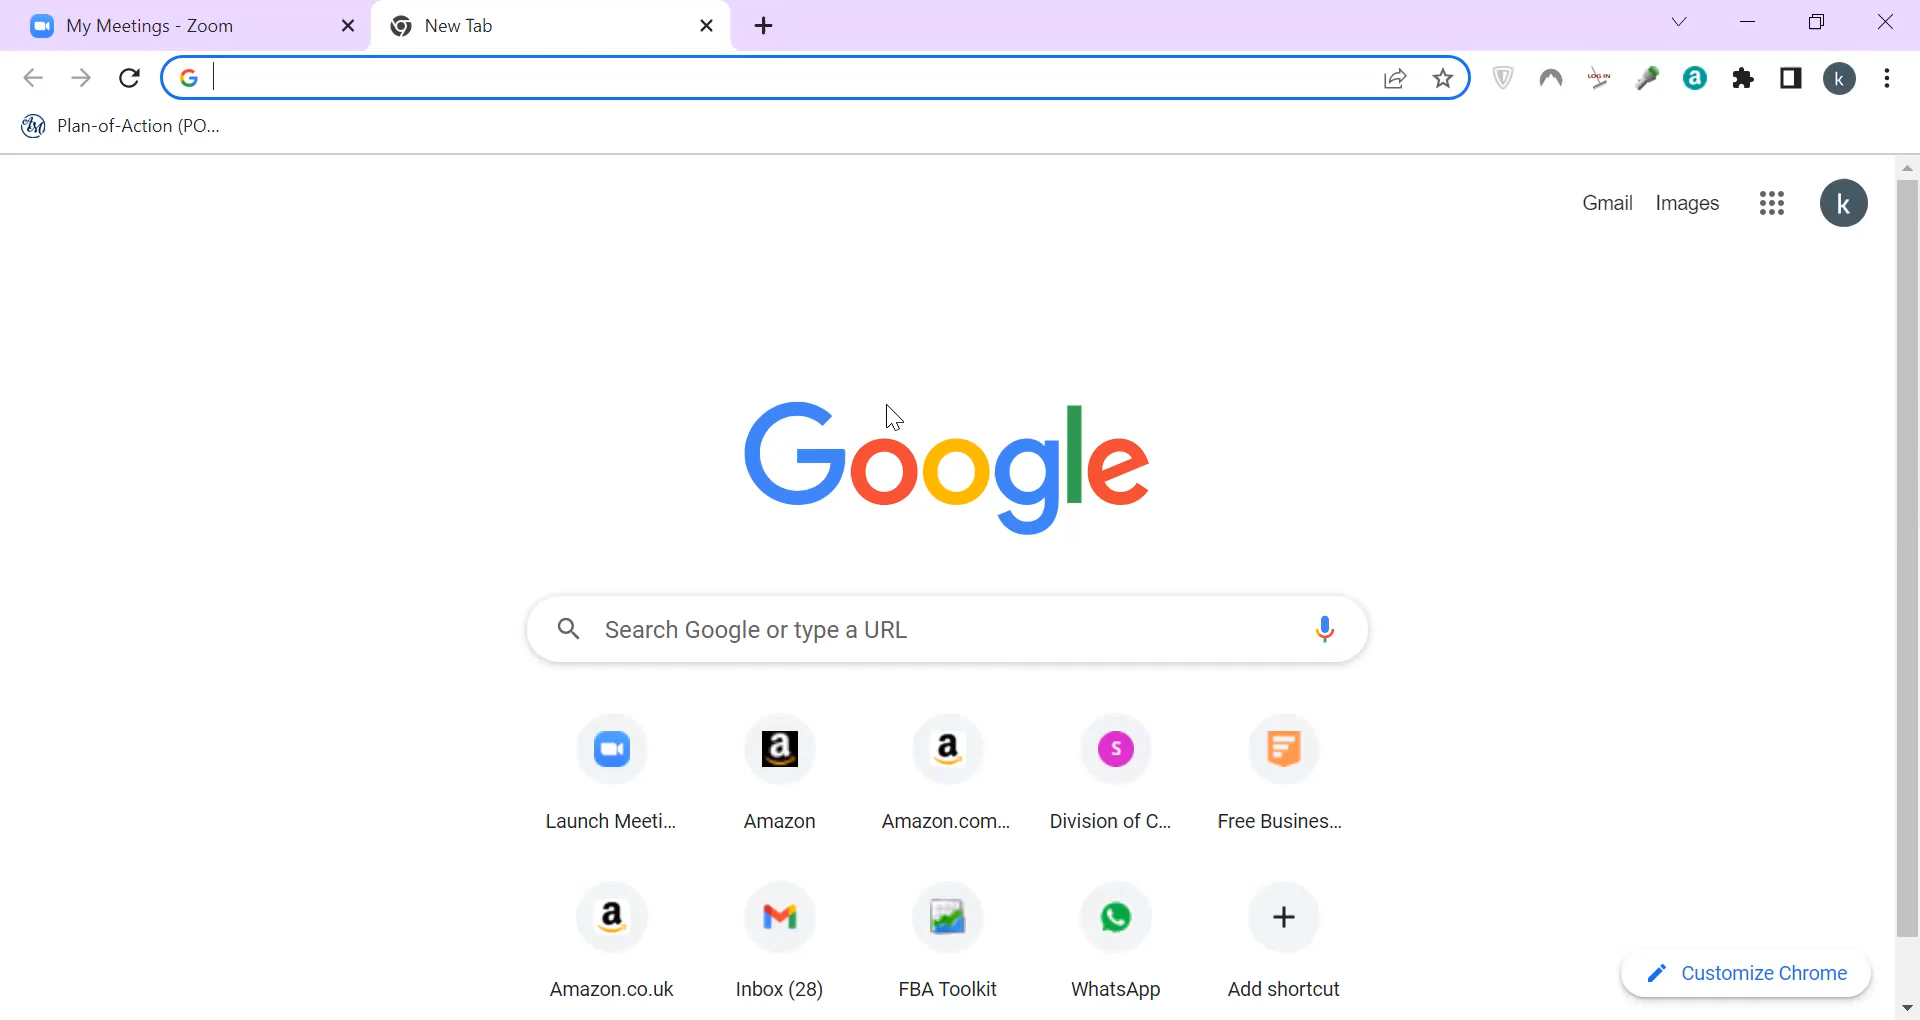 My Meetings - Zoom
New Tab
Plan-of-Action (PO...
Gmail Images
k
k
LOG IN
Google
Search Google or type a URL
Launch Meeti...
Amazon
Amazon.com...
Division of C...
Free Busines...
Amazon.co.uk
Inbox (28)
FBA Toolkit
WhatsApp
Add shortcut
Customize Chrome